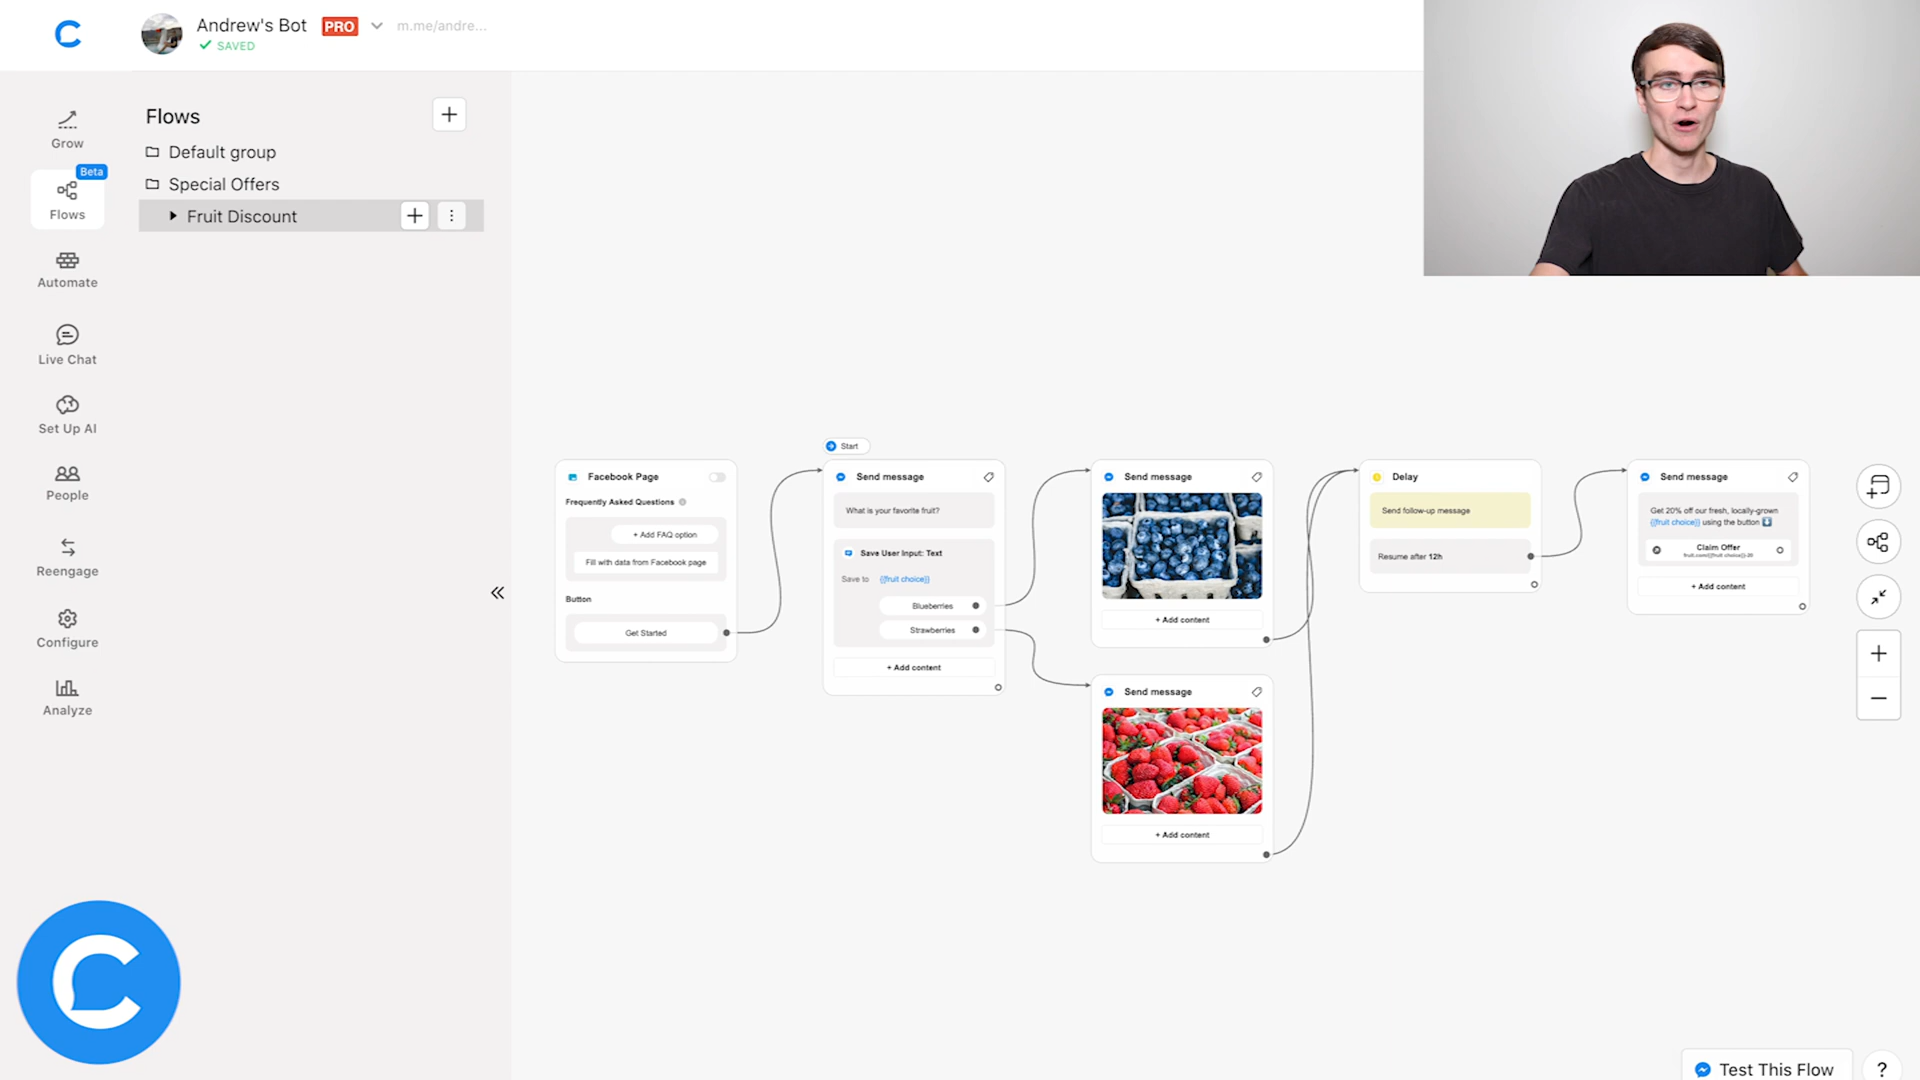 Andrew's Bot
PRO
m.me/andre...
SAVED
Grow
Beta
Flows
Automate
Live Chat
Set Up AI
People
Reengage
Configure
Analyze
Flows
Default group
Special Offers
Fruit Discount
Facebook Page
Frequently Asked Questions
+ Add FAQ option
Fill with data from Facebook page
Button
Get Started
Start
Send message
What is your favorite fruit?
Save User Input: Text
Save to {{fruit choice}}
Blueberries
Strawberries
+ Add content
Send message
+ Add content
Send message
+ Add content
Delay
Send follow-up message
Resume after 12h
Send message
Get 20% off our fresh, locally-grown
{{fruit choice}} using the button
Claim Offer
fruit.com/{{fruit choice}}-20
+ Add content
Test This Flow
?